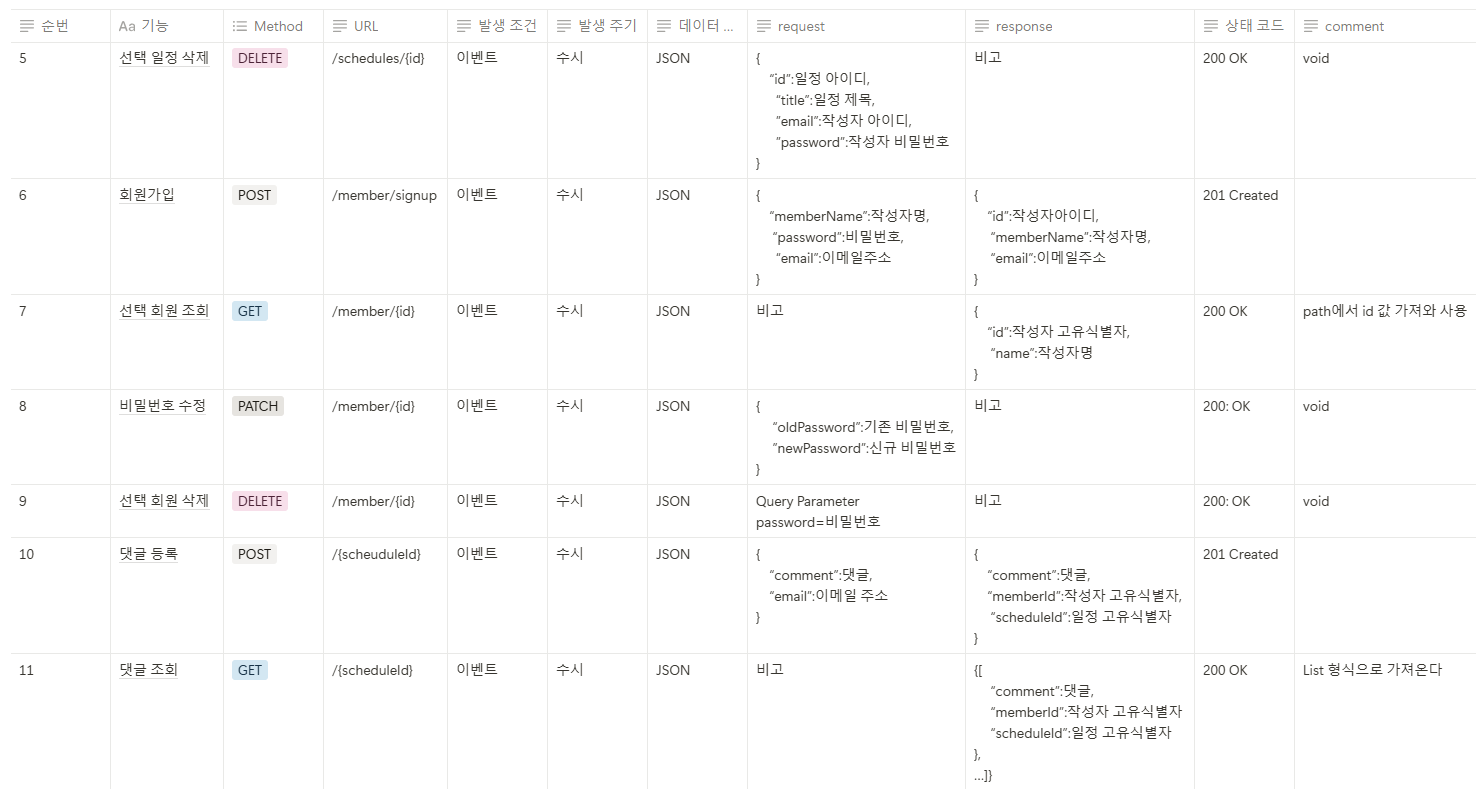 순번 Aa 기능 Method URL 발생 조건 발생 주기 데이터 ... request response 상태 코드 comment
5 선택 일정 삭제 DELETE /schedules/{id} 이벤트 수시 JSON { 비고 200 OK void
“id”:일정 아이디,
“title”:일정 제목,
“email”:작성자 아이디,
“password”:작성자 비밀번호
}
6 회원가입 POST /member/signup 이벤트 수시 JSON { { 201 Created
“memberName”:작성자명, “id”:작성자아이디,
“password”:비밀번호, “memberName”:작성자명,
“email”:이메일주소 “email”:이메일주소
} }
7 선택 회원 조회 GET /member/{id} 이벤트 수시 JSON 비고 { 200 OK path에서 id 값 가져와 사용
“id”:작성자 고유식별자,
“name”:작성자명
}
8 비밀번호 수정 PATCH /member/{id} 이벤트 수시 JSON { 비고 200: OK void
“oldPassword”:기존 비밀번호,
“newPassword”:신규 비밀번호
}
9 선택 회원 삭제 DELETE /member/{id} 이벤트 수시 JSON Query Parameter 비고 200: OK void
password=비밀번호
10 댓글 등록 POST /{scheuduleId} 이벤트 수시 JSON { { 201 Created
“comment”:댓글, “comment”:댓글,
“email”:이메일 주소 “memberId”:작성자 고유식별자,
} “scheduleId”:일정 고유식별자
}
11 댓글 조회 GET /{scheduleId} 이벤트 수시 JSON 비고 {[ 200 OK List 형식으로 가져온다
“comment”:댓글,
“memberId”:작성자 고유식별자
“scheduleId”:일정 고유식별자
},
…]}